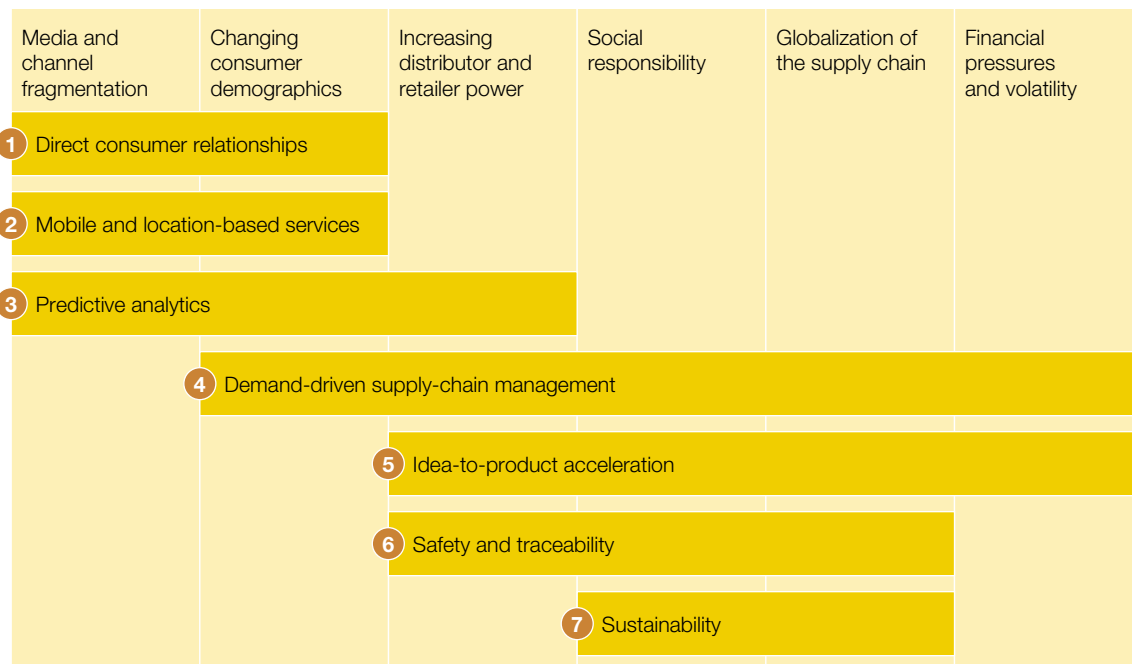 Media and
channel
fragmentation
Changing
consumer
demographics
Increasing
distributor and
retailer power
Social
responsibility
Globalization of
the supply chain
Financial
pressures
and volatility
1 Direct consumer relationships
2 Mobile and location-based services
3 Predictive analytics
4 Demand-driven supply-chain management
5 Idea-to-product acceleration
6 Safety and traceability
7 Sustainability